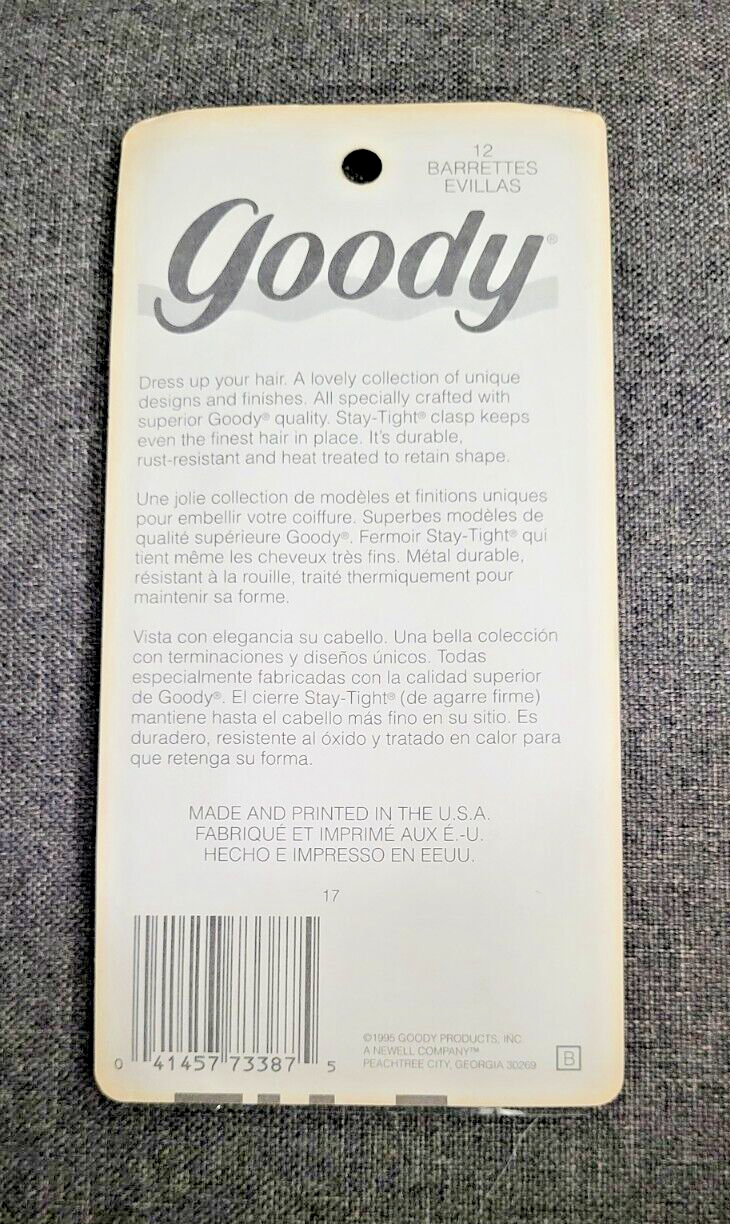 12
BARRETTES
EVILLAS
goody®
Dress up your hair. A lovely collection of unique
designs and finishes. All specially crafted with
superior Goody® quality. Stay-Tight® clasp keeps
even the finest hair in place. It's durable,
rust-resistant and heat treated to retain shape.
Une jolie collection de modèles et finitions uniques
pour embellir votre coiffure. Superbes modèles de
qualité supérieure Goody®. Fermoir Stay-Tight® qui
tient même les cheveux très fins. Métal durable,
résistant à la rouille, traité thermiquement pour
maintenir sa forme.
Vista con elegancia su cabello. Una bella colección
con terminaciones y diseños únicos. Todas
especialmente fabricadas con la calidad superior
de Goody®. El cierre Stay-Tight® (de agarre firme)
mantiene hasta el cabello más fino en su sitio. Es
duradero, resistente al óxido y tratado en calor para
que retenga su forma.
MADE AND PRINTED IN THE U.S.A.
FABRIQUÉ ET IMPRIMÉ AUX É.-U.
HECHO E IMPRESSO EN EEUU.
17
0 41457 73387 5
©1995 GOODY PRODUCTS, INC.
A NEWELL COMPANY™
PEACHTREE CITY, GEORGIA 30269
B